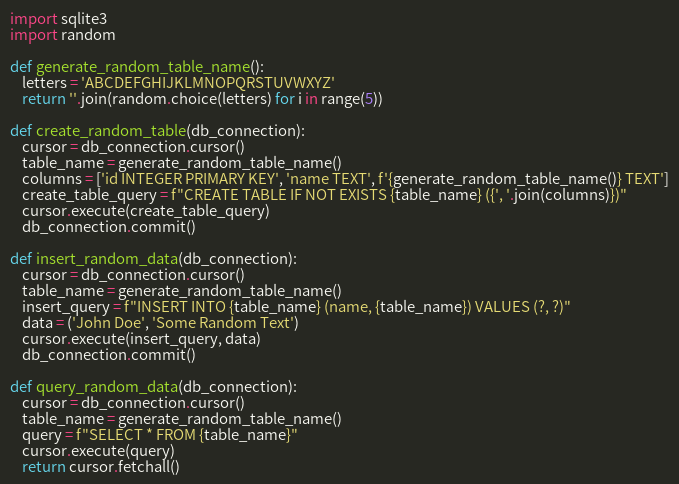 import sqlite3
import random

def generate_random_table_name():
    letters = 'ABCDEFGHIJKLMNOPQRSTUVWXYZ'
    return ''.join(random.choice(letters) for i in range(5))

def create_random_table(db_connection):
    cursor = db_connection.cursor()
    table_name = generate_random_table_name()
    columns = ['id INTEGER PRIMARY KEY', 'name TEXT', f'{generate_random_table_name()} TEXT']
    create_table_query = f"CREATE TABLE IF NOT EXISTS {table_name} ({', '.join(columns)})"
    cursor.execute(create_table_query)
    db_connection.commit()

def insert_random_data(db_connection):
    cursor = db_connection.cursor()
    table_name = generate_random_table_name()
    insert_query = f"INSERT INTO {table_name} (name, {table_name}) VALUES (?, ?)"
    data = ('John Doe', 'Some Random Text')
    cursor.execute(insert_query, data)
    db_connection.commit()

def query_random_data(db_connection):
    cursor = db_connection.cursor()
    table_name = generate_random_table_name()
    query = f"SELECT * FROM {table_name}"
    cursor.execute(query)
    return cursor.fetchall()